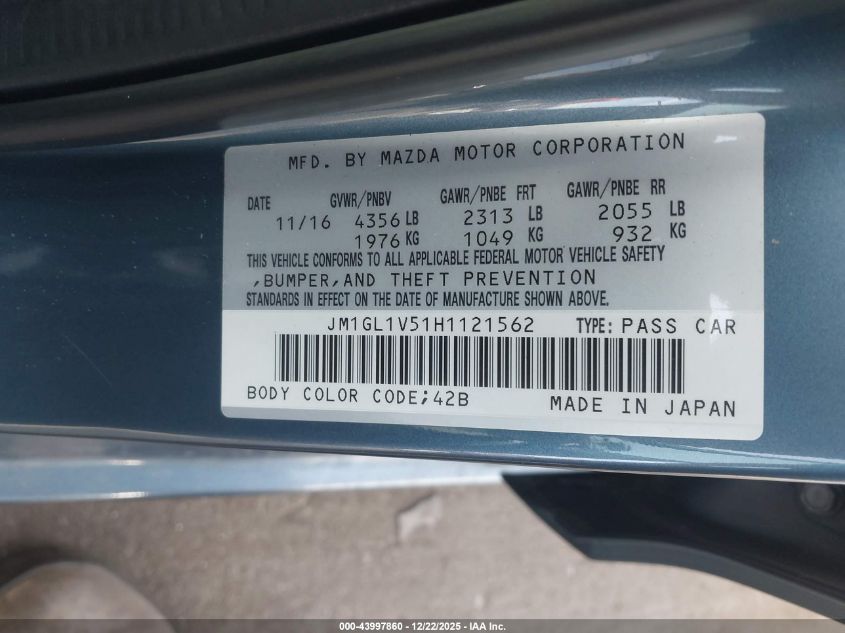 MFD. BY MAZDA MOTOR CORPORATION
DATE GVWR/PNBV GAWR/PNBE FRT GAWR/PNBE RR
11/16 4356 LB 2313 LB 2055 LB
1976 KG 1049 KG 932 KG
THIS VEHICLE CONFORMS TO ALL APPLICABLE FEDERAL MOTOR VEHICLE SAFETY
,BUMPER,AND THEFT PREVENTION
STANDARDS IN EFFECT ON THE DATE OF MANUFACTURE SHOWN ABOVE.
JM1GL1V51H1121562 TYPE: PASS CAR
BODY COLOR CODE;42B MADE IN JAPAN
000-43997860 - 12/22/2025 - IAA Inc.